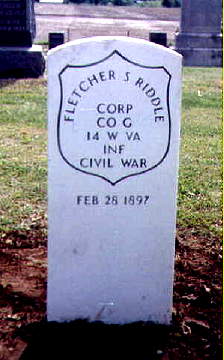 FLETCHER S RIDDLE
CORP
CO G
14 W VA
INF
CIVIL WAR
FEB 28 1897